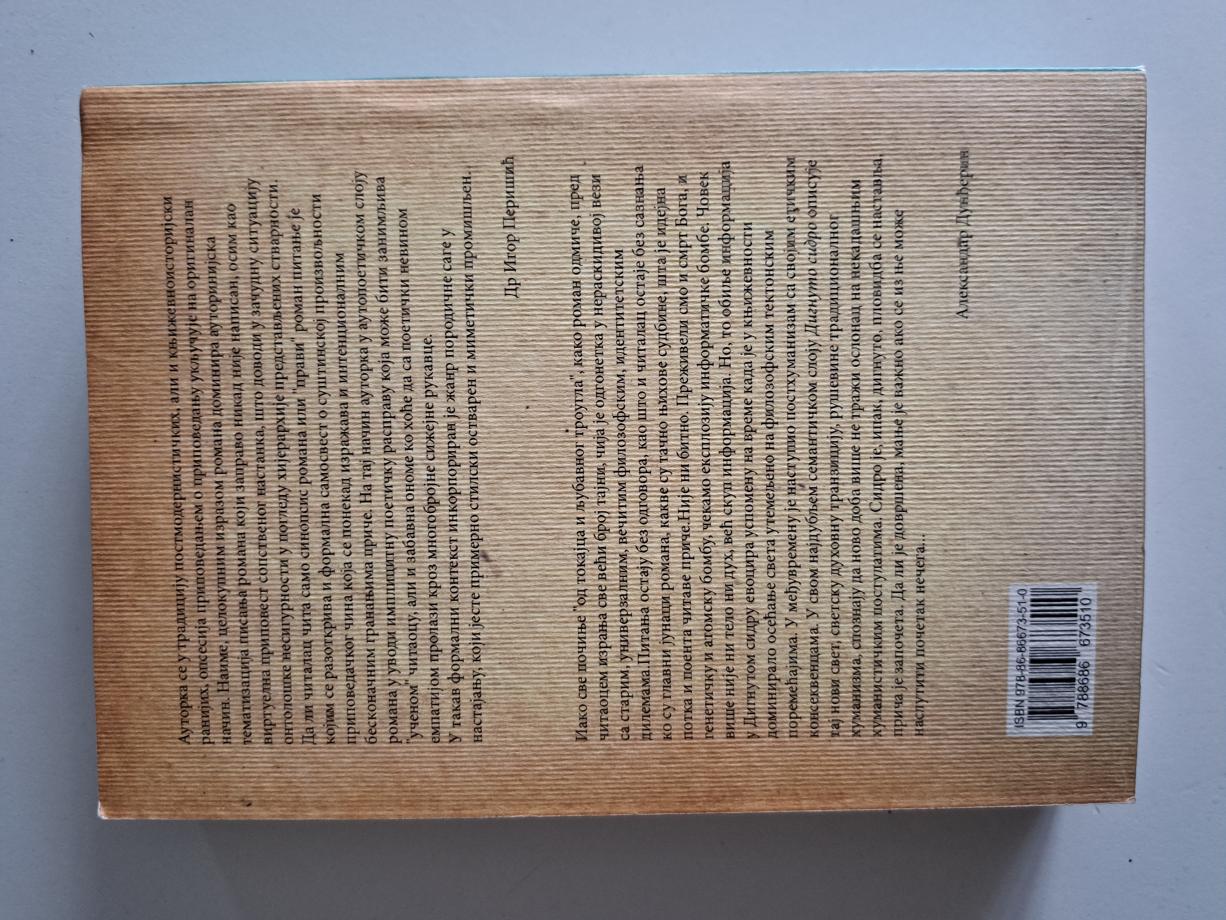 Ауторка се у традицију постмодернистичких, али и књижевноисторијски
ранијих, опсесија приповедањем о приповедању укључује на оригиналан
начин. Наиме, целокупним изразом романа доминира ауторинијска
тематизација писања романа који заправо никад није написан, осим као
виртуелна приповест сопственог настанка, што доводи у зачудну ситуацију
онтолошке несигурности у погледу хијерархије представљених стварности.
Да ли читалац чита само синопсис романа или "прави" роман питање је
којим се разоткрива и формална самосвест о суштинској произвољности
приповедачког чина која се понекад изражава и интенционалним
бесконачним гранањима приче. На тај начин ауторка у аутопоетичком слоју
романа у уводи имплицитну поетичку расправу која може бити занимљива
"ученом" читаоцу, али и забавна ономе ко хоће да са поетички невином
емпатијом пролази кроз многобројне сижејне рукавце.
У такав формални контекст инкорпориран је жанр породичне саге у
настајању, који јесте примерно стилски остварен и миметички промишљен..
Др Игор Перишић
Иако све почиње "од токајца и љубавног троугла", како роман одмиче, пред
читаоцем израња све већи број тајни, чија је одгонетка у нераскидивој вези
са старим универзалним, вечитим филозофским, идентитетским
дилемама.Питања остају без одговора, као што и читалац остаје без сазнања
ко су главни јунаци романа, какве су тачно њихове судбине, шта је идејна
потка и поента читаве приче.Није ни битно. Преживели смо и смрт Бога, и
генетичку и атомску бомбу, чекамо експлозију информатичке бомбе. Човек
више није ни тело ни дух, већ скуп информација. Но, то обиље информација
у Дигнутом сидру евоцира успомену на време када је у књижевности
доминирало осећање света утемељено на филозофским тектонским
поремећајима. У међувремену је наступио постхуманизам са својим етичким
консеквенцама. У свом најдубљем семантичком слоју Дигнуто сидро описује
тај нови свет, светску духовну транзицију, рушевине традиционалног
хуманизма, спознају да ново доба више не тражи ослонац на некадашњим
хуманистичким постулатима. Сидро је, ипак, дигнуто, пловидба се наставља,
прича је започета. Да ли је довршена, мање је важно ако се из ње може
наслутити почетак нечега...
Александар Дунђерин
ISBN 978-86-86673-51-0
9 788686 673510